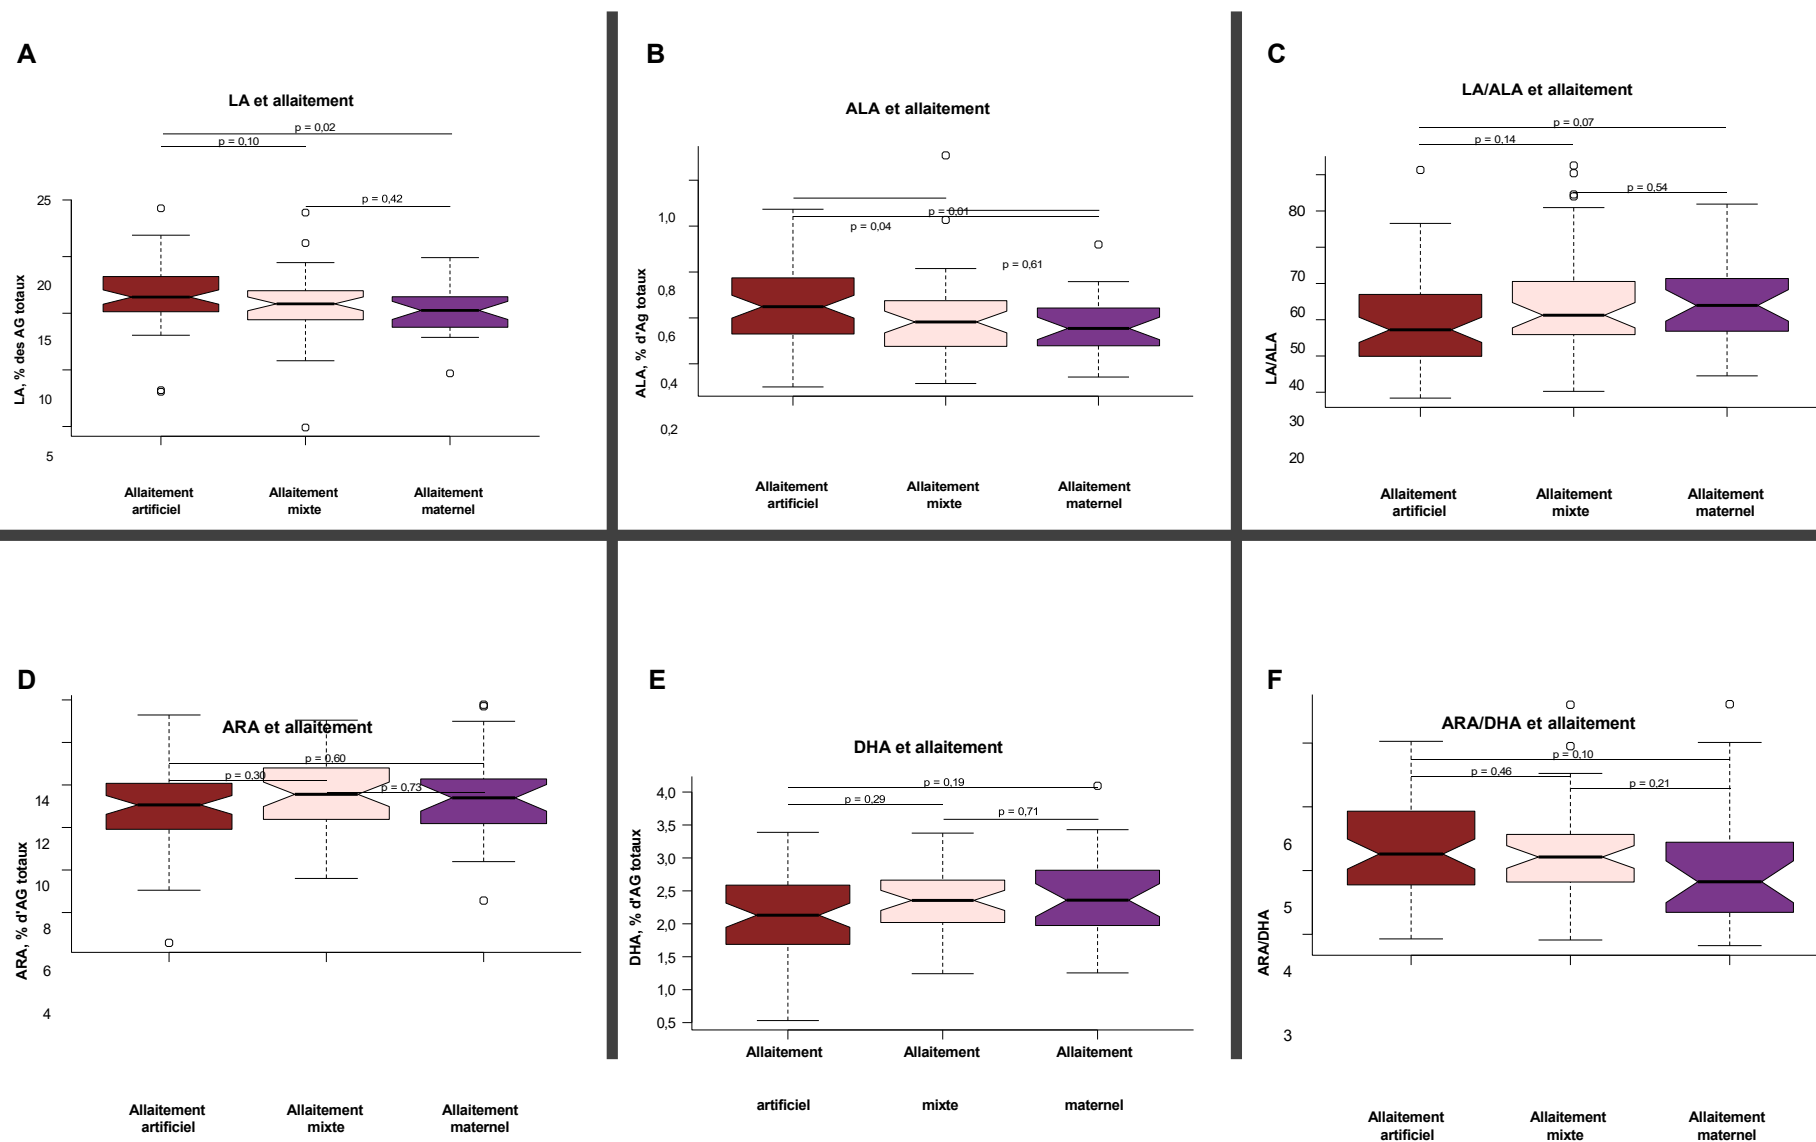 A
LA et allaitement
p = 0,02
p = 0,10
p = 0,42
25
20
15
10
5
LA, % des AG totaux
Allaitement
artificiel
Allaitement
mixte
Allaitement
maternel
B
ALA et allaitement
p = 0,01
p = 0,04
p = 0,61
1,0
0,8
0,6
0,4
0,2
ALA, % d'Ag totaux
Allaitement
artificiel
Allaitement
mixte
Allaitement
maternel
C
LA/ALA et allaitement
p = 0,07
p = 0,14
p = 0,54
80
70
60
50
40
30
20
LA/ALA
Allaitement
artificiel
Allaitement
mixte
Allaitement
maternel
D
ARA et allaitement
p = 0,60
p = 0,30
p = 0,73
14
12
10
8
6
4
ARA, % d'AG totaux
Allaitement
artificiel
Allaitement
mixte
Allaitement
maternel
E
DHA et allaitement
p = 0,19
p = 0,29
p = 0,71
4,0
3,5
3,0
2,5
2,0
1,5
1,0
0,5
DHA, % d'AG totaux
Allaitement
artificiel
Allaitement
mixte
Allaitement
maternel
F
ARA/DHA et allaitement
p = 0,10
p = 0,46
p = 0,21
6
5
4
3
ARA/DHA
Allaitement
artificiel
Allaitement
mixte
Allaitement
maternel